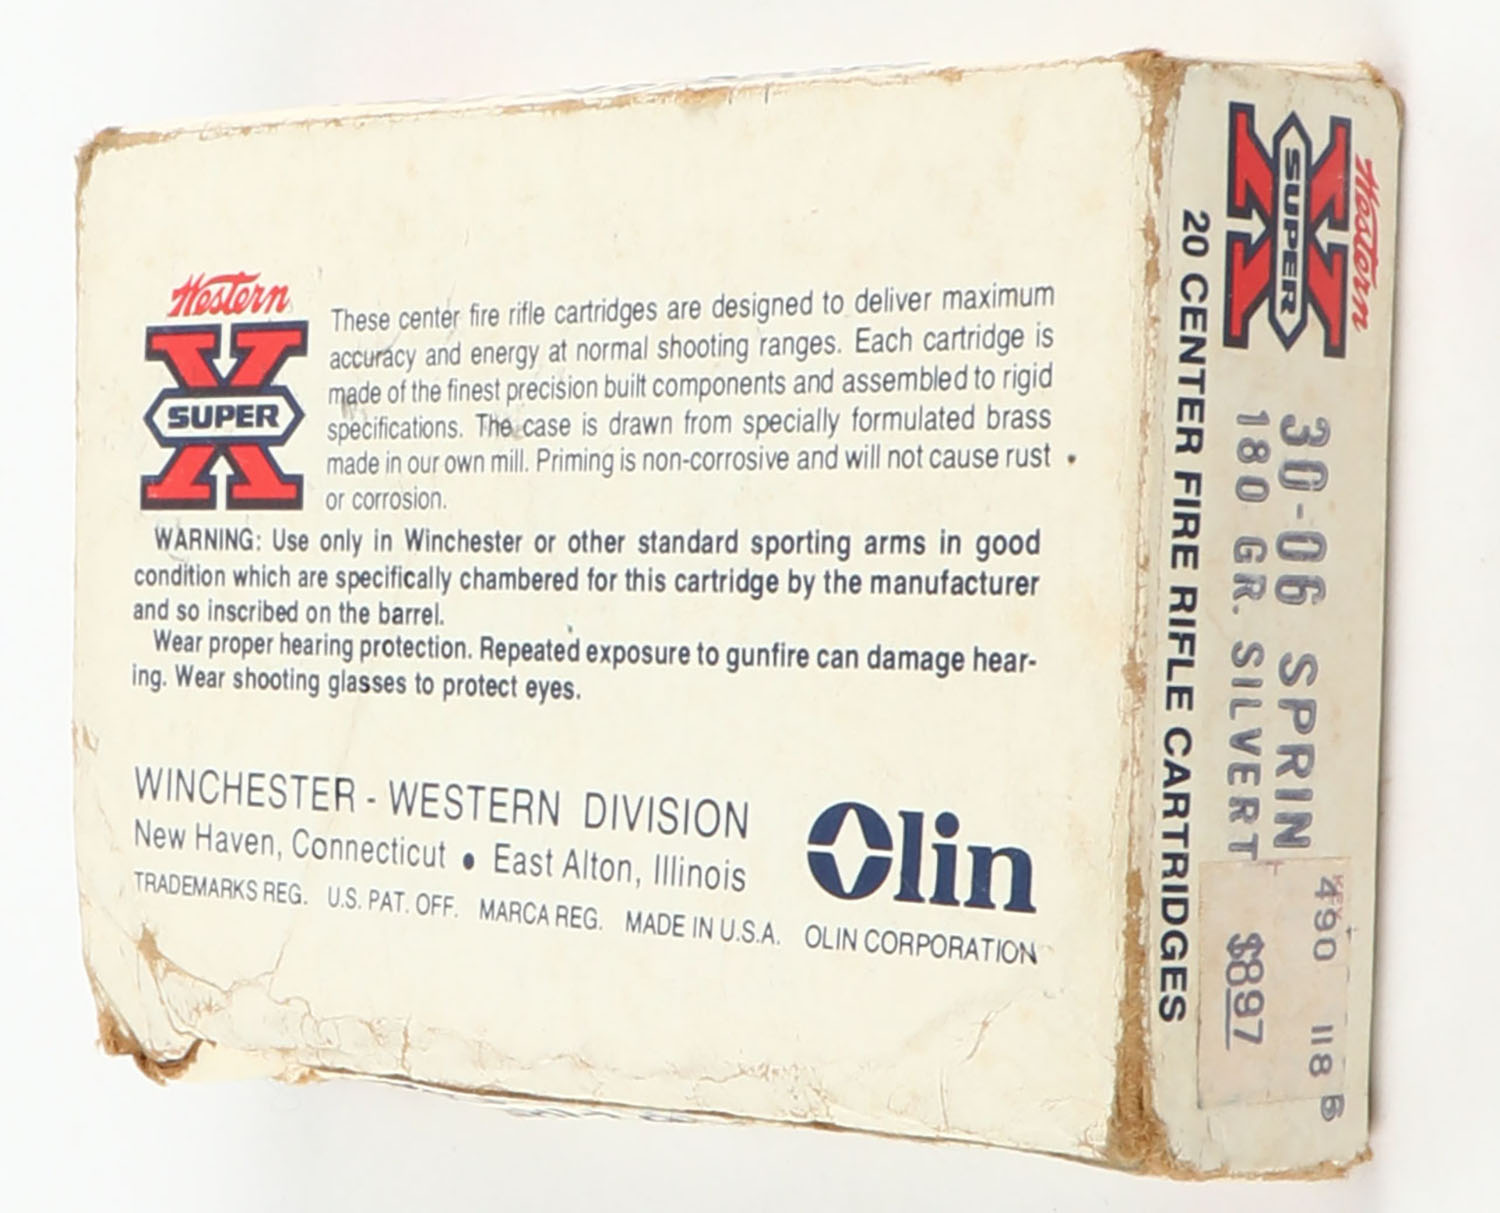 Western
SUPER
X
These center fire rifle cartridges are designed to deliver maximum
accuracy and energy at normal shooting ranges. Each cartridge is
made of the finest precision built components and assembled to rigid
specifications. The case is drawn from specially formulated brass
made in our own mill. Priming is non-corrosive and will not cause rust
or corrosion.
WARNING: Use only in Winchester or other standard sporting arms in good
condition which are specifically chambered for this cartridge by the manufacturer
and so inscribed on the barrel.
Wear proper hearing protection. Repeated exposure to gunfire can damage hear-
ing. Wear shooting glasses to protect eyes.
WINCHESTER - WESTERN DIVISION
New Haven, Connecticut • East Alton, Illinois
TRADEMARKS REG. U.S. PAT. OFF. MARCA REG. MADE IN U.S.A. OLIN CORPORATION
Olin
Western
SUPER
X
30-06 SPRIN
180 GR. SILVERT
20 CENTER FIRE RIFLE CARTRIDGES
490 118 6
$897